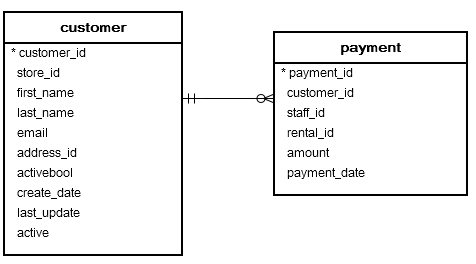 customer
* customer_id
store_id
first_name
last_name
email
address_id
activebool
create_date
last_update
active
payment
* payment_id
customer_id
staff_id
rental_id
amount
payment_date